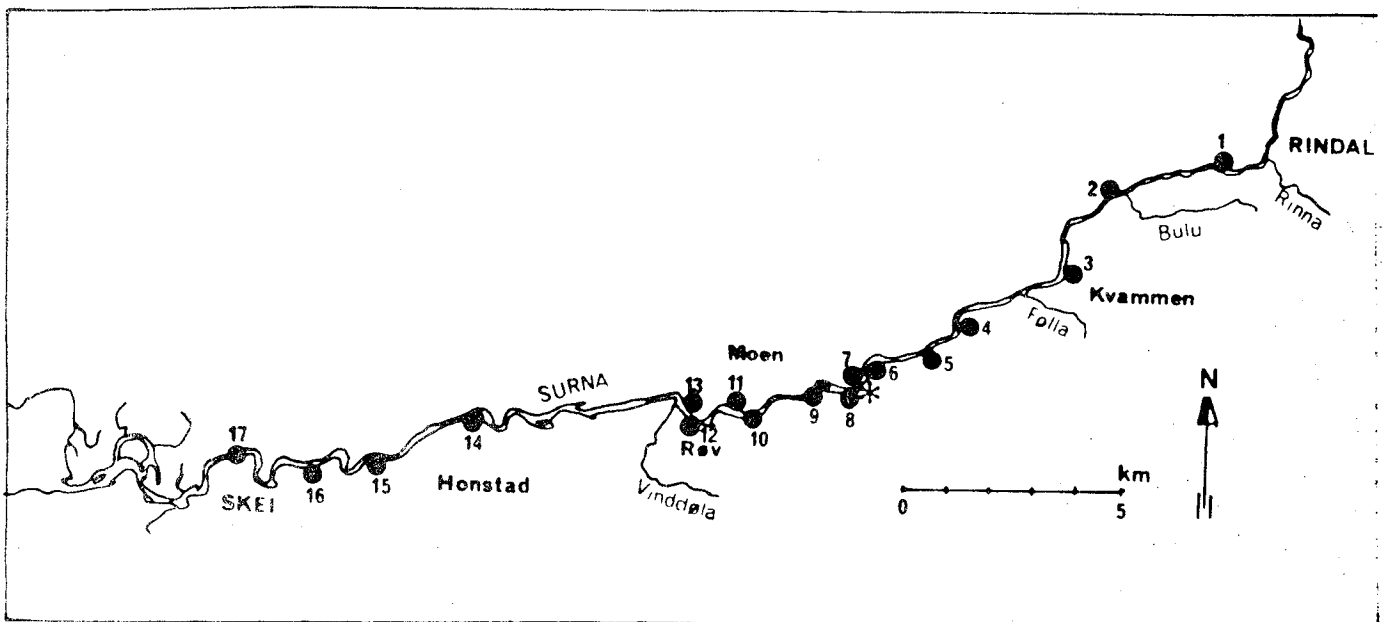 1
RINDAL
2
Rinna
Bulu
3
Kvammen
Følla
4
5
Moen
7
6
SURNA
13
11
9
8
10
12
Røv
14
N
17
Honstad
15
16
SKEI
Vinddøla
km
0
5